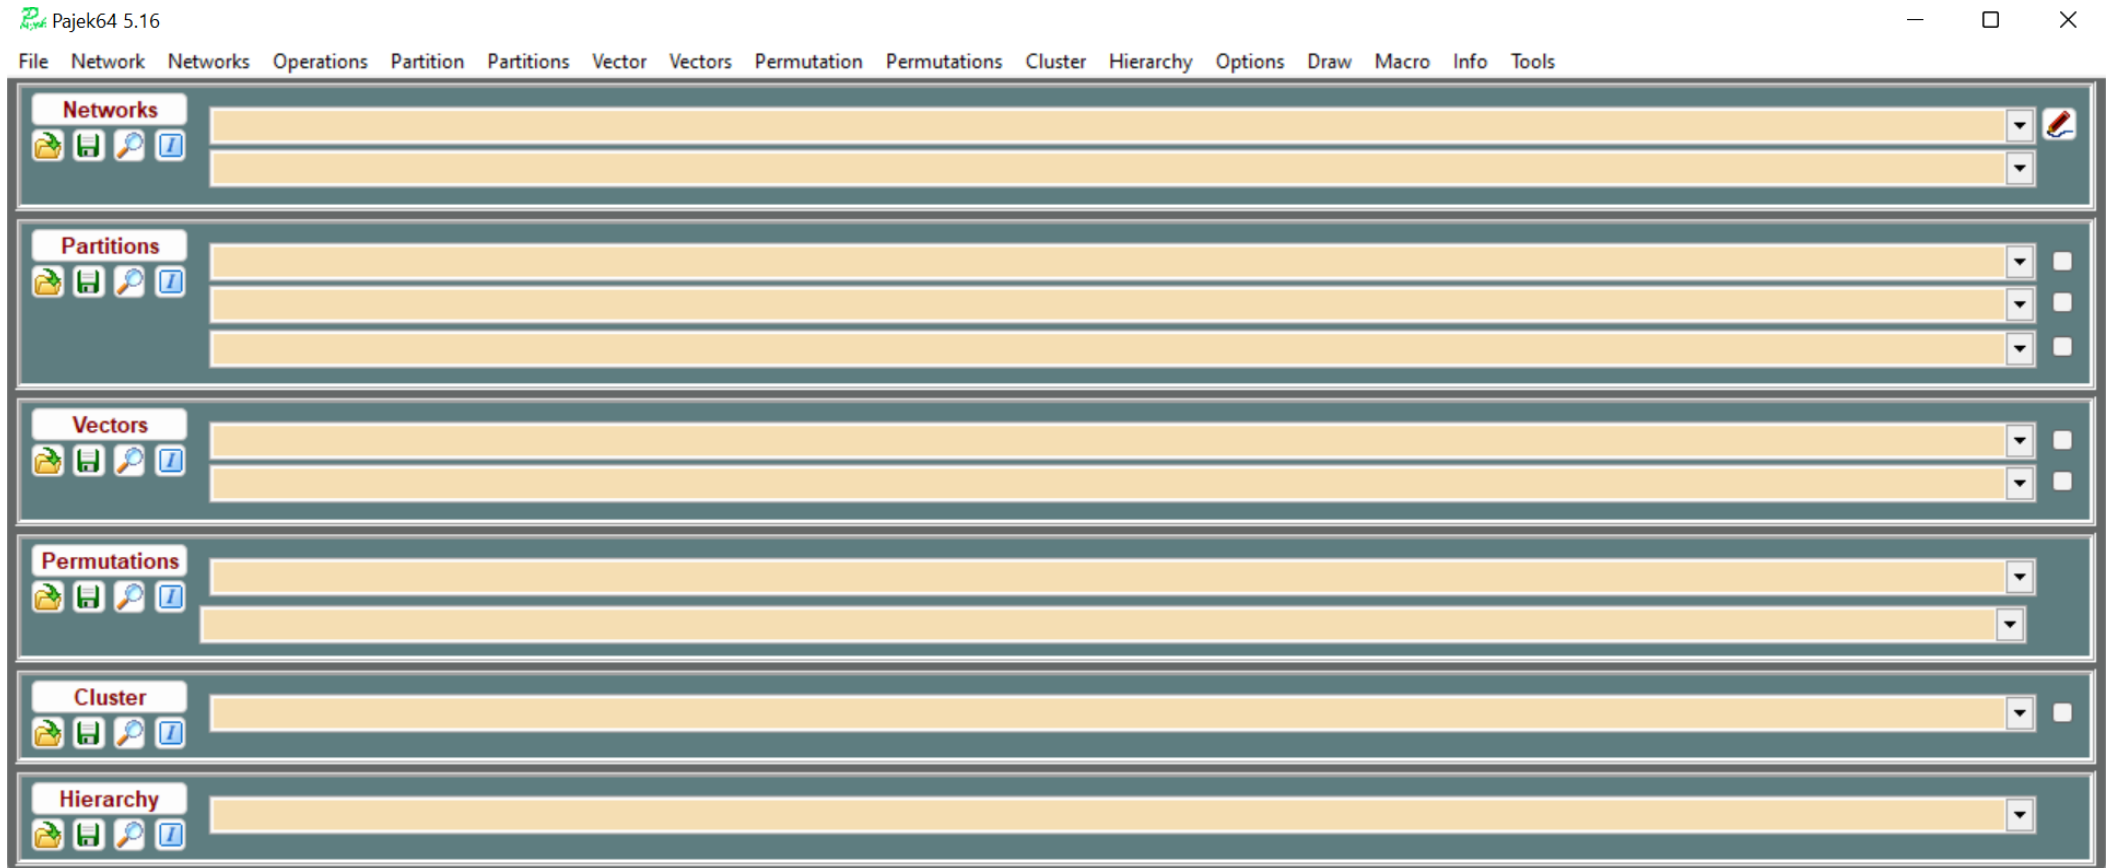 Pajek64 5.16
File Network Networks Operations Partition Partitions Vector Vectors Permutation Permutations Cluster Hierarchy Options Draw Macro Info Tools
Networks
Partitions
Vectors
Permutations
Cluster
Hierarchy